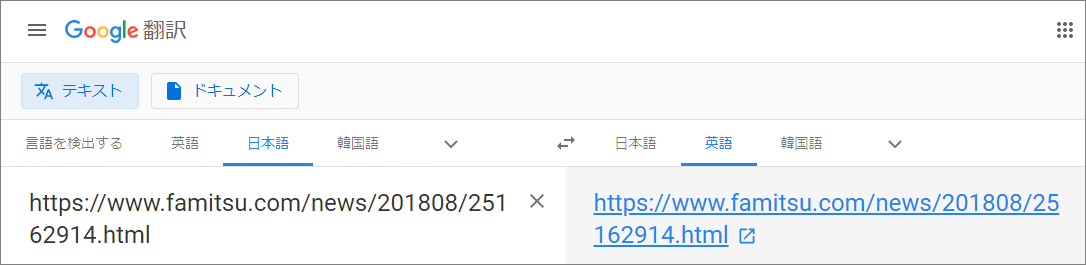 Google 翻訳
テキスト ドキュメント
言語を検出する 英語 日本語 韓国語 日本語 英語 韓国語
https://www.famitsu.com/news/201808/251
62914.html
https://www.famitsu.com/news/201808/25
162914.html